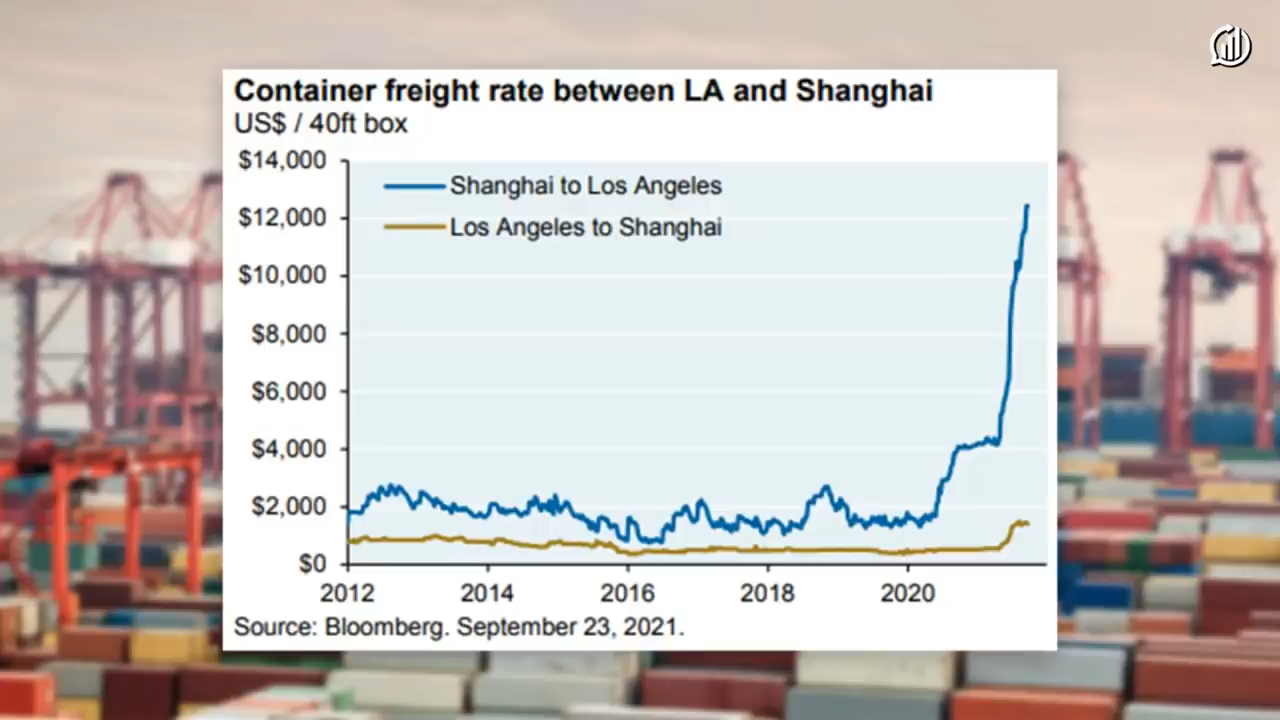 Container freight rate between LA and Shanghai
US$ / 40ft box
$14,000
$12,000
$10,000
$8,000
$6,000
$4,000
$2,000
$0
Shanghai to Los Angeles
Los Angeles to Shanghai
2012 2014 2016 2018 2020
Source: Bloomberg. September 23, 2021.